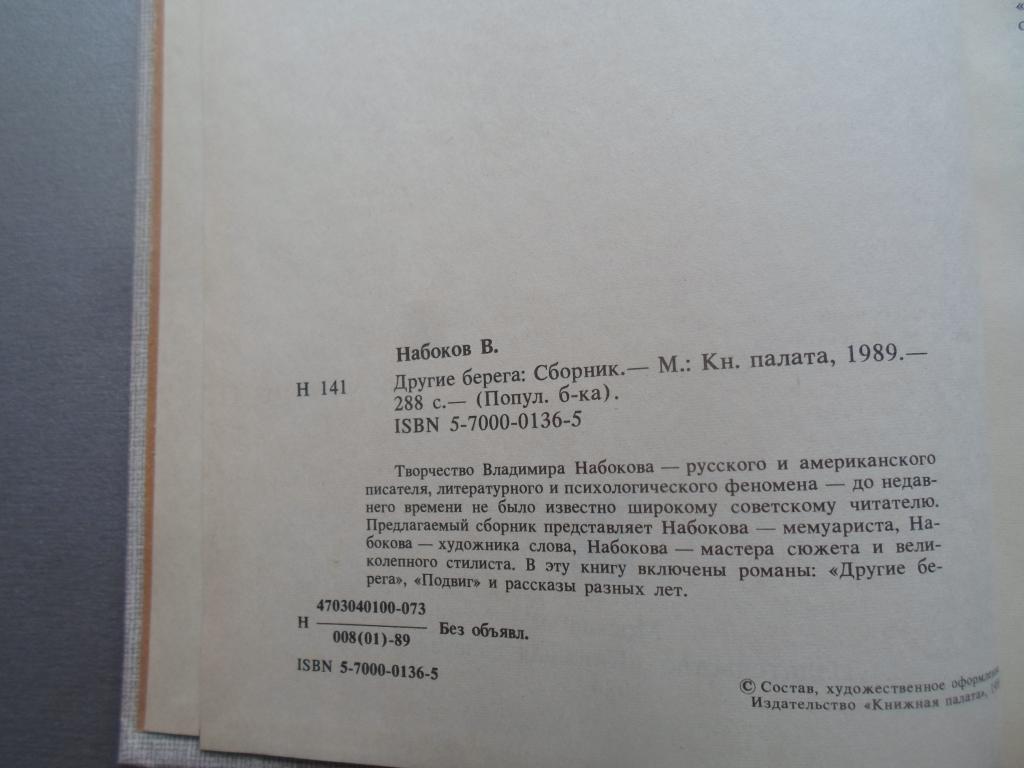 Набоков В.
Н 141
Другие берега: Сборник.— М.: Кн. палата, 1989.—
288 с.— (Попул. б-ка).
ISBN 5-7000-0136-5
Творчество Владимира Набокова — русского и американского
писателя, литературного и психологического феномена — до недав-
него времени не было известно широкому советскому читателю.
Предлагаемый сборник представляет Набокова — мемуариста, На-
бокова — художника слова, Набокова — мастера сюжета и вели-
колепного стилиста. В эту книгу включены романы: «Другие бе-
рега», «Подвиг» и рассказы разных лет.
4703040100-073
Н
008(01)-89
Без объявл.
ISBN 5-7000-0136-5
© Состав, художественное оформление
Издательство «Книжная палата»,